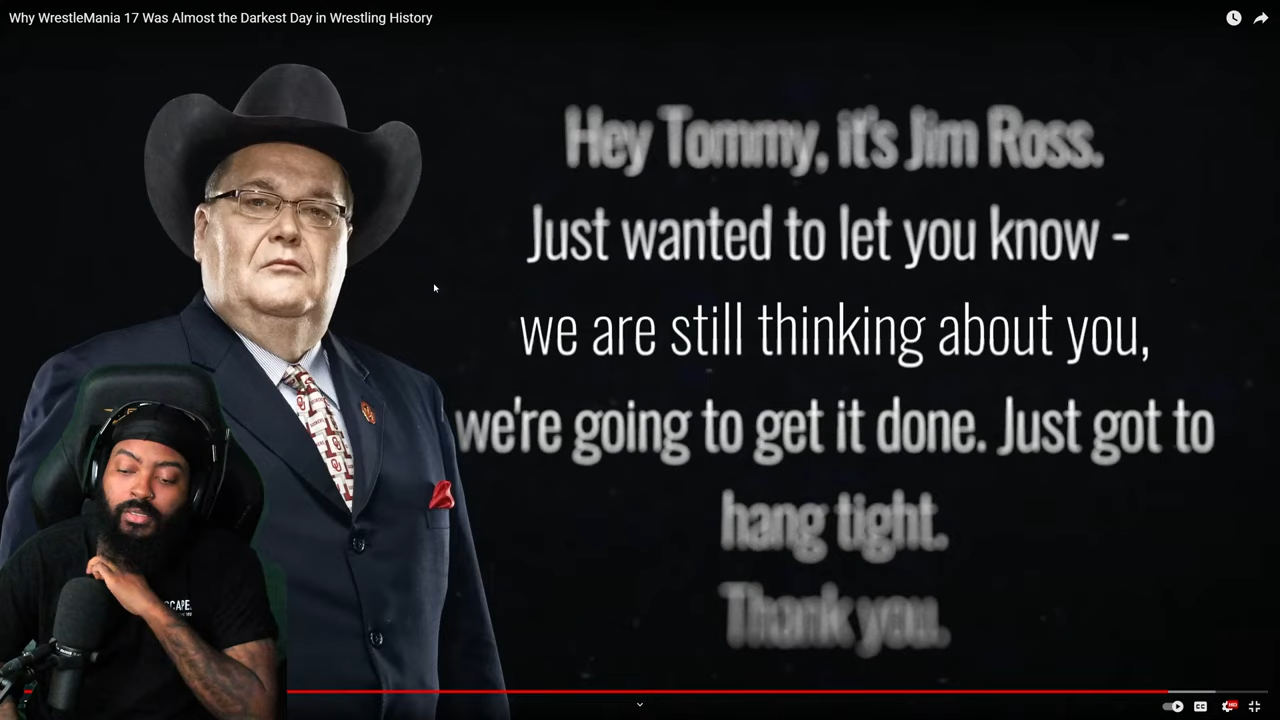 Why WrestleMania 17 Was Almost the Darkest Day in Wrestling History
Hey Tommy, it's Jim Ross.
Just wanted to let you know -
we are still thinking about you,
we're going to get it done. Just got to
hang tight.
Thank you.
CC
HD